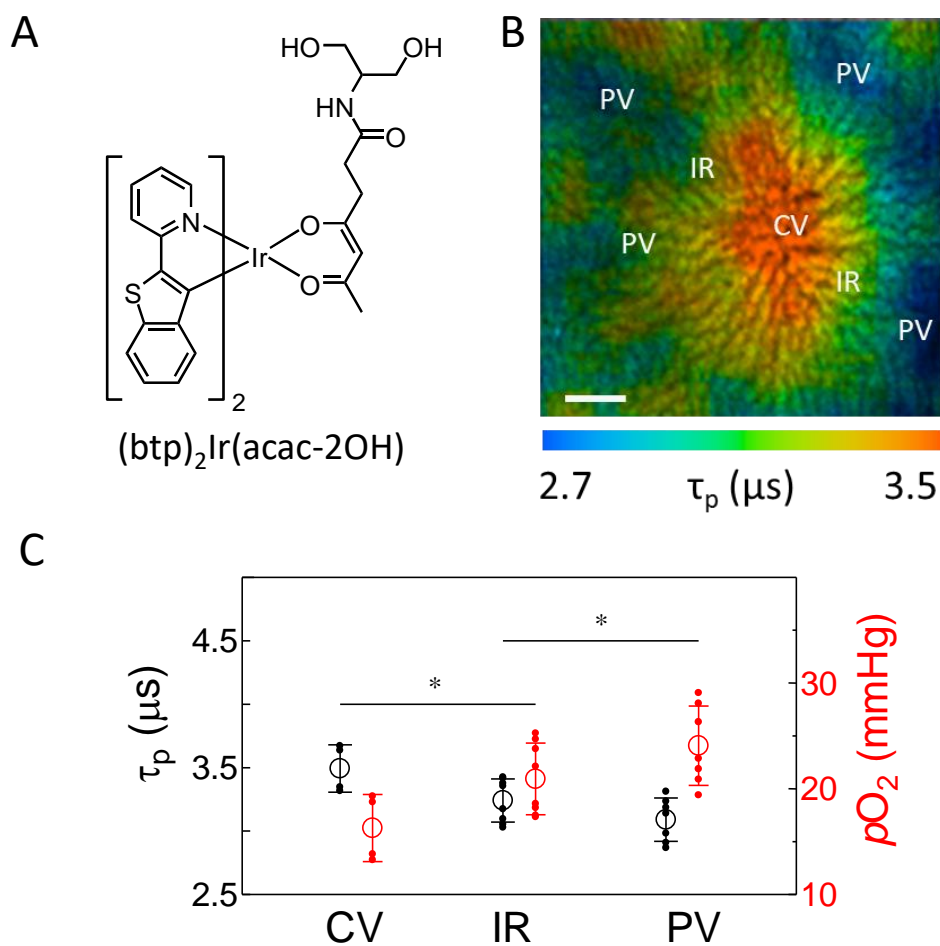 A
HO
OH
HN
O
N
O
Ir
O
S
2
(btp)₂Ir(acac-2OH)
B
PV
PV
IR
CV
PV
IR
PV
2.7 τₚ (μs) 3.5
C
4.5
3.5
2.5
τₚ (μs)
*
*
30
20
10
pO₂ (mmHg)
CV IR PV